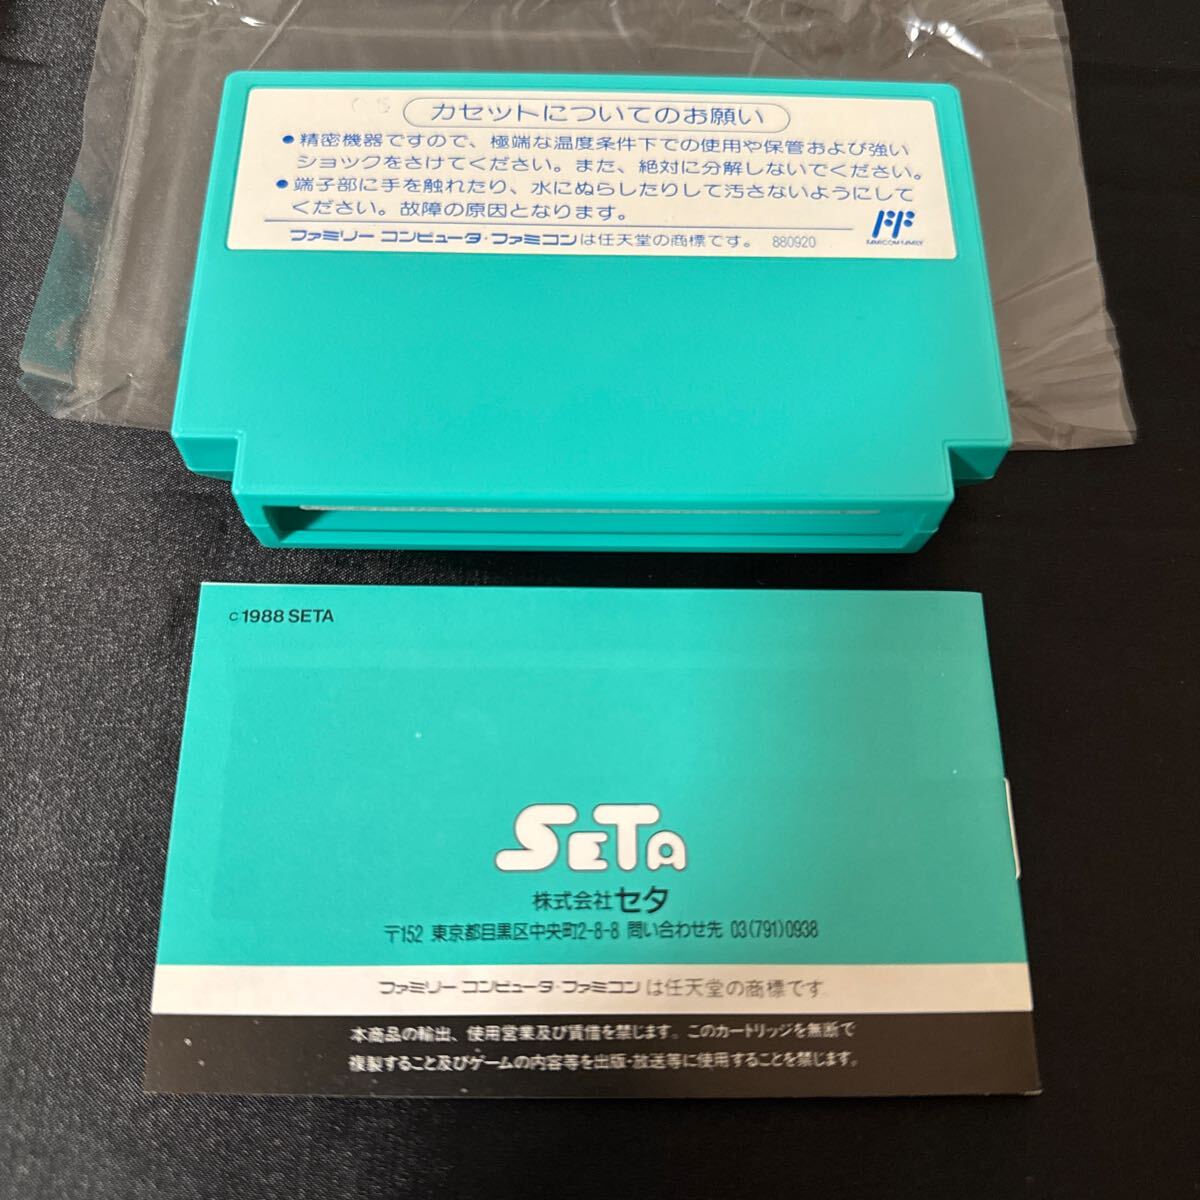 カセットについてのお願い
●精密機器ですので、極端な温度条件下での使用や保管および強い
ショックをさけてください。また、絶対に分解しないでください。
●端子部に手を触れたり、水にぬらしたりして汚さないようにして
ください。故障の原因となります。
FF
FAMICOM FAMILY
ファミリー コンピュータ・ファミコンは任天堂の商標です。 880920
©1988 SETA
SETA
株式会社 セタ
〒152 東京都目黒区中央町2-8-8 問い合わせ先 03(791)0938
ファミリー コンピュータ・ファミコン は任天堂の商標です
本商品の輸出、使用営業及び賃借を禁じます。このカートリッジを無断で
複製すること及びゲームの内容等を出版・放送等に使用することを禁じます。